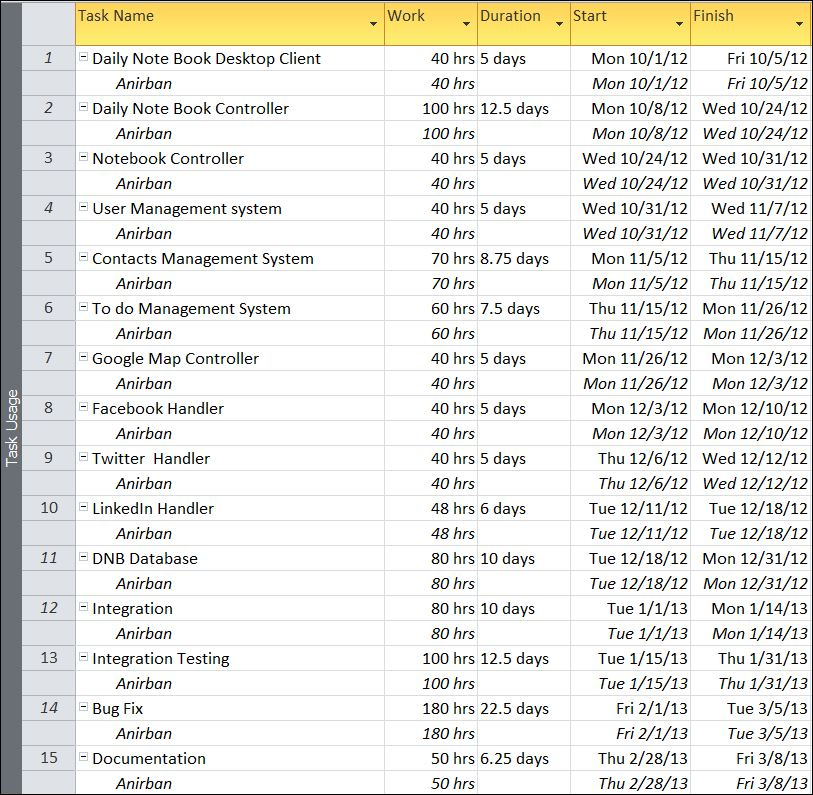 Task Name Work Duration Start Finish
1 Daily Note Book Desktop Client 40 hrs 5 days Mon 10/1/12 Fri 10/5/12
Anirban 40 hrs Mon 10/1/12 Fri 10/5/12
2 Daily Note Book Controller 100 hrs 12.5 days Mon 10/8/12 Wed 10/24/12
Anirban 100 hrs Mon 10/8/12 Wed 10/24/12
3 Notebook Controller 40 hrs 5 days Wed 10/24/12 Wed 10/31/12
Anirban 40 hrs Wed 10/24/12 Wed 10/31/12
4 User Management system 40 hrs 5 days Wed 10/31/12 Wed 11/7/12
Anirban 40 hrs Wed 10/31/12 Wed 11/7/12
5 Contacts Management System 70 hrs 8.75 days Mon 11/5/12 Thu 11/15/12
Anirban 70 hrs Mon 11/5/12 Thu 11/15/12
6 To do Management System 60 hrs 7.5 days Thu 11/15/12 Mon 11/26/12
Anirban 60 hrs Thu 11/15/12 Mon 11/26/12
7 Google Map Controller 40 hrs 5 days Mon 11/26/12 Mon 12/3/12
Anirban 40 hrs Mon 11/26/12 Mon 12/3/12
8 Facebook Handler 40 hrs 5 days Mon 12/3/12 Mon 12/10/12
Anirban 40 hrs Mon 12/3/12 Mon 12/10/12
9 Twitter Handler 40 hrs 5 days Thu 12/6/12 Wed 12/12/12
Anirban 40 hrs Thu 12/6/12 Wed 12/12/12
10 LinkedIn Handler 48 hrs 6 days Tue 12/11/12 Tue 12/18/12
Anirban 48 hrs Tue 12/11/12 Tue 12/18/12
11 DNB Database 80 hrs 10 days Tue 12/18/12 Mon 12/31/12
Anirban 80 hrs Tue 12/18/12 Mon 12/31/12
12 Integration 80 hrs 10 days Tue 1/1/13 Mon 1/14/13
Anirban 80 hrs Tue 1/1/13 Mon 1/14/13
13 Integration Testing 100 hrs 12.5 days Tue 1/15/13 Thu 1/31/13
Anirban 100 hrs Tue 1/15/13 Thu 1/31/13
14 Bug Fix 180 hrs 22.5 days Fri 2/1/13 Tue 3/5/13
Anirban 180 hrs Fri 2/1/13 Tue 3/5/13
15 Documentation 50 hrs 6.25 days Thu 2/28/13 Fri 3/8/13
Anirban 50 hrs Thu 2/28/13 Fri 3/8/13
Task Usage